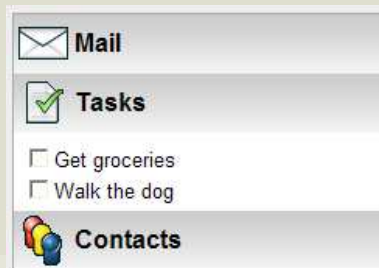 Mail
Tasks
Get groceries
Walk the dog
Contacts